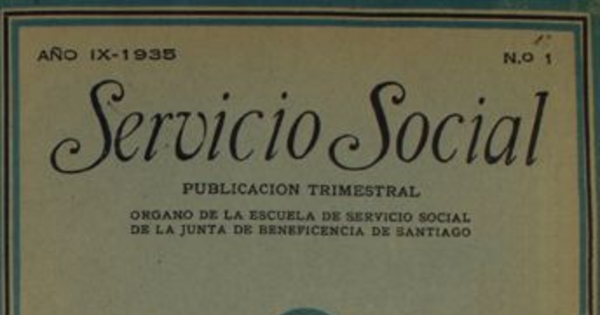 AÑO IX-1935 N.o 1
Servicio Social
PUBLICACION TRIMESTRAL
ORGANO DE LA ESCUELA DE SERVICIO SOCIAL
DE LA JUNTA DE BENEFICENCIA DE SANTIAGO